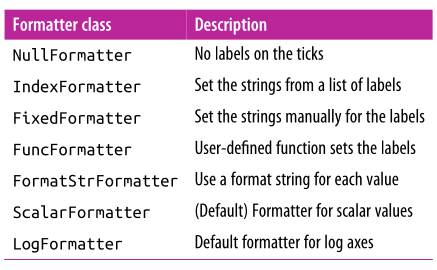 Formatter class Description
NullFormatter No labels on the ticks
IndexFormatter Set the strings from a list of labels
FixedFormatter Set the strings manually for the labels
FuncFormatter User-defined function sets the labels
FormatStrFormatter Use a format string for each value
ScalarFormatter (Default) Formatter for scalar values
LogFormatter Default formatter for log axes